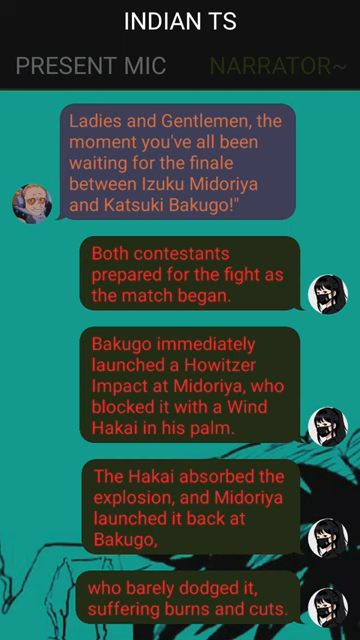 INDIAN TS
PRESENT MIC
NARRATOR~
Ladies and Gentlemen, the
moment you've all been
waiting for the finale
between Izuku Midoriya
and Katsuki Bakugo!"
Both contestants
prepared for the fight as
the match began.
Bakugo immediately
launched a Howitzer
Impact at Midoriya, who
blocked it with a Wind
Hakai in his palm.
The Hakai absorbed the
explosion, and Midoriya
launched it back at
Bakugo,
who barely dodged it,
suffering burns and cuts.